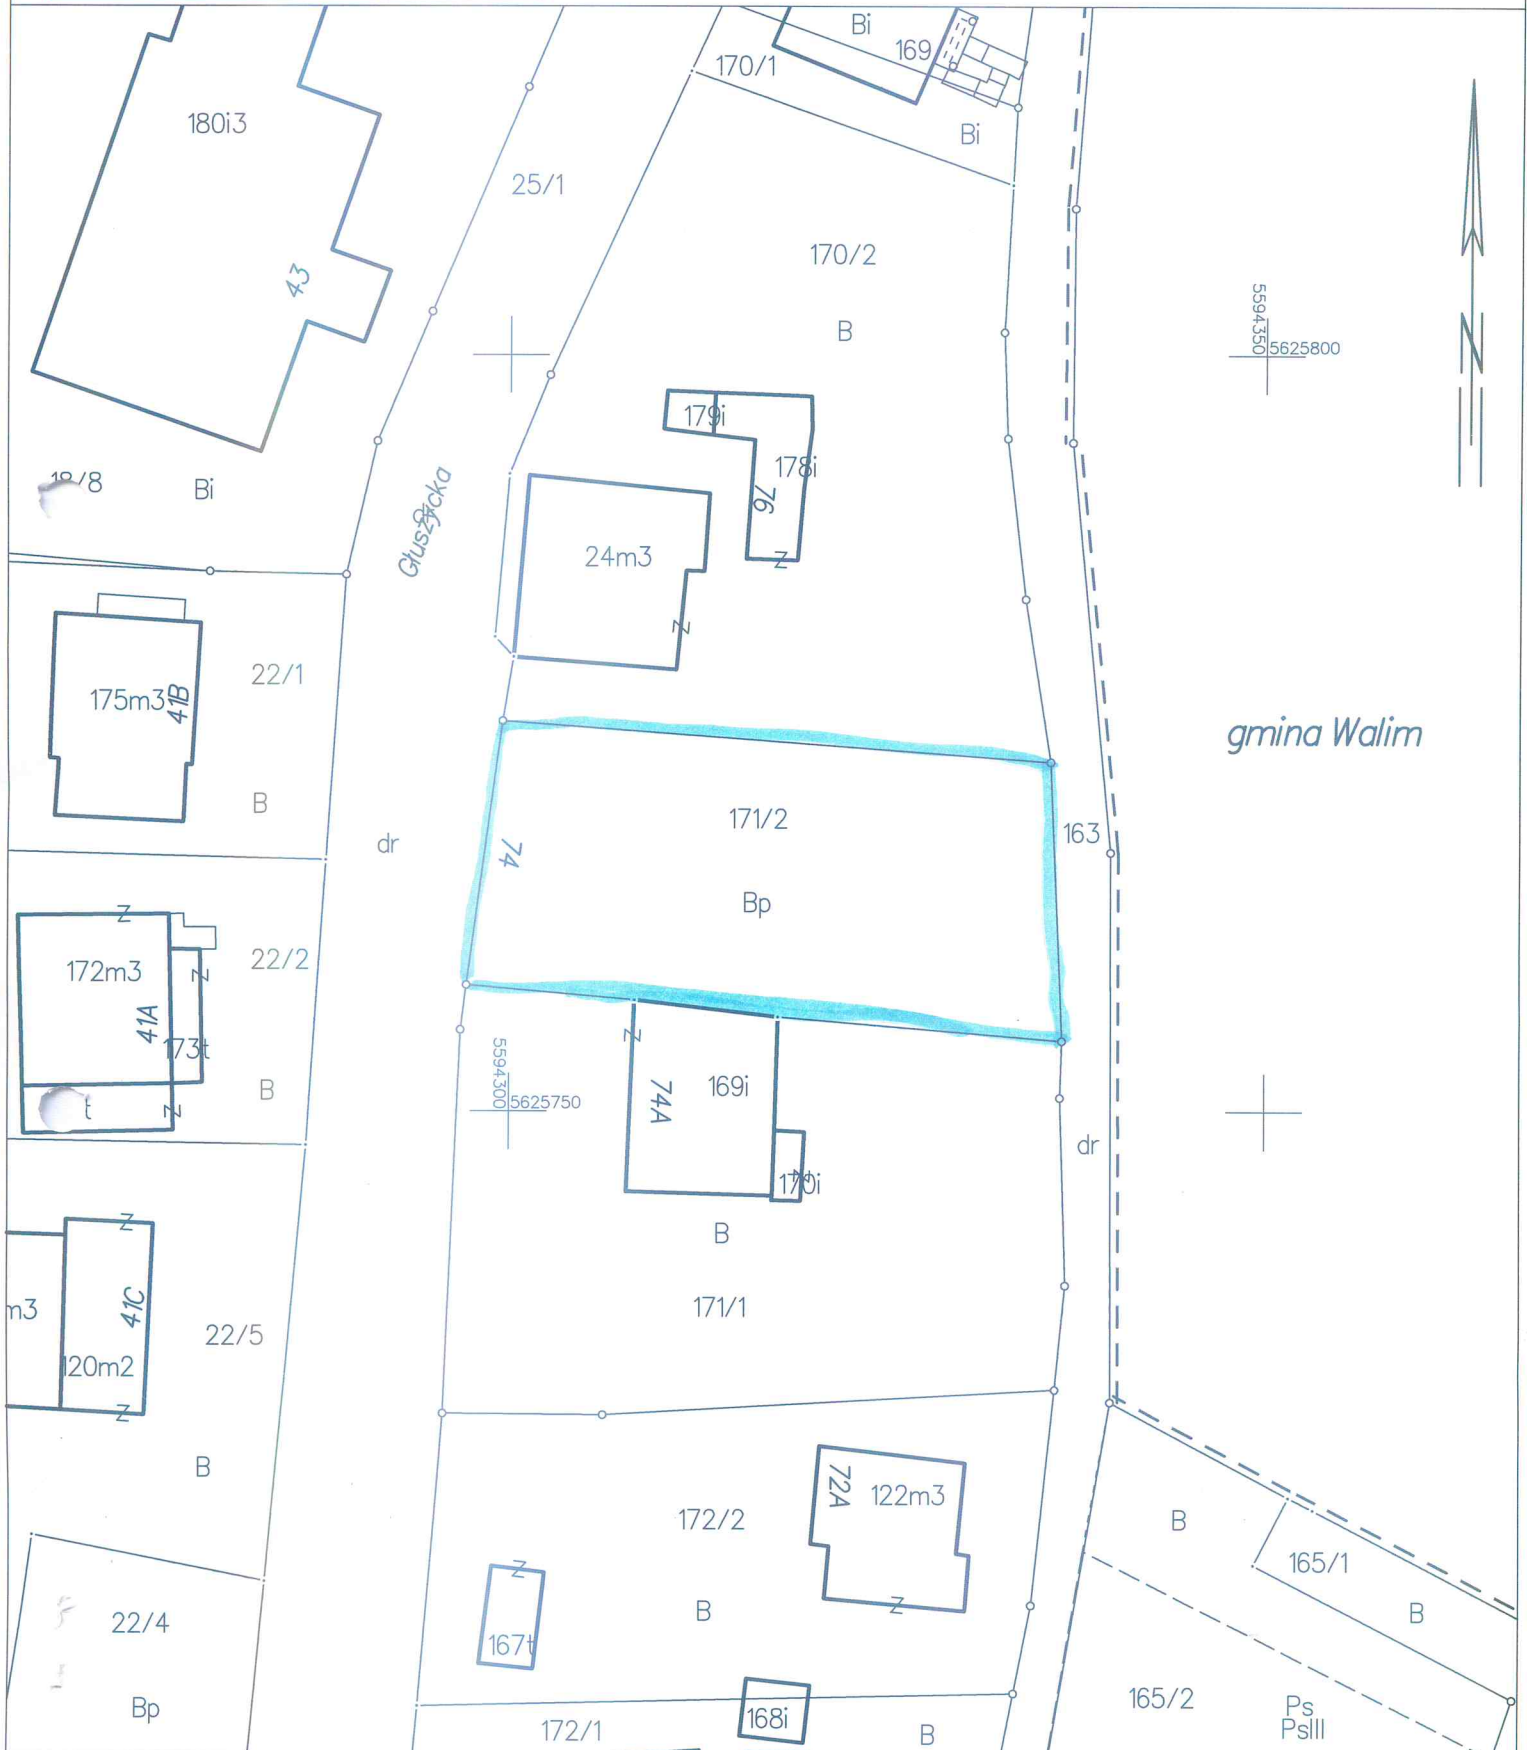 Bi
169
170/1
180i3
Bi
25/1
170/2
43
B
5594350
5625800
N
179i
178i
76
18/8
Bi
Głuszycka
24m3
Z
Z
22/1
175m3
41B
gmina Walim
B
171/2
163
dr
74
Bp
Z
22/2
172m3
Z
41A
173t
B
t
Z
5594300
5625750
Z
74A
169i
dr
170i
B
Z
m3
41C
22/5
171/1
120m2
Z
B
72A
122m3
172/2
B
Z
165/1
22/4
B
Z
B
167t
Bp
172/1
168i
B
165/2
Ps
PsIII